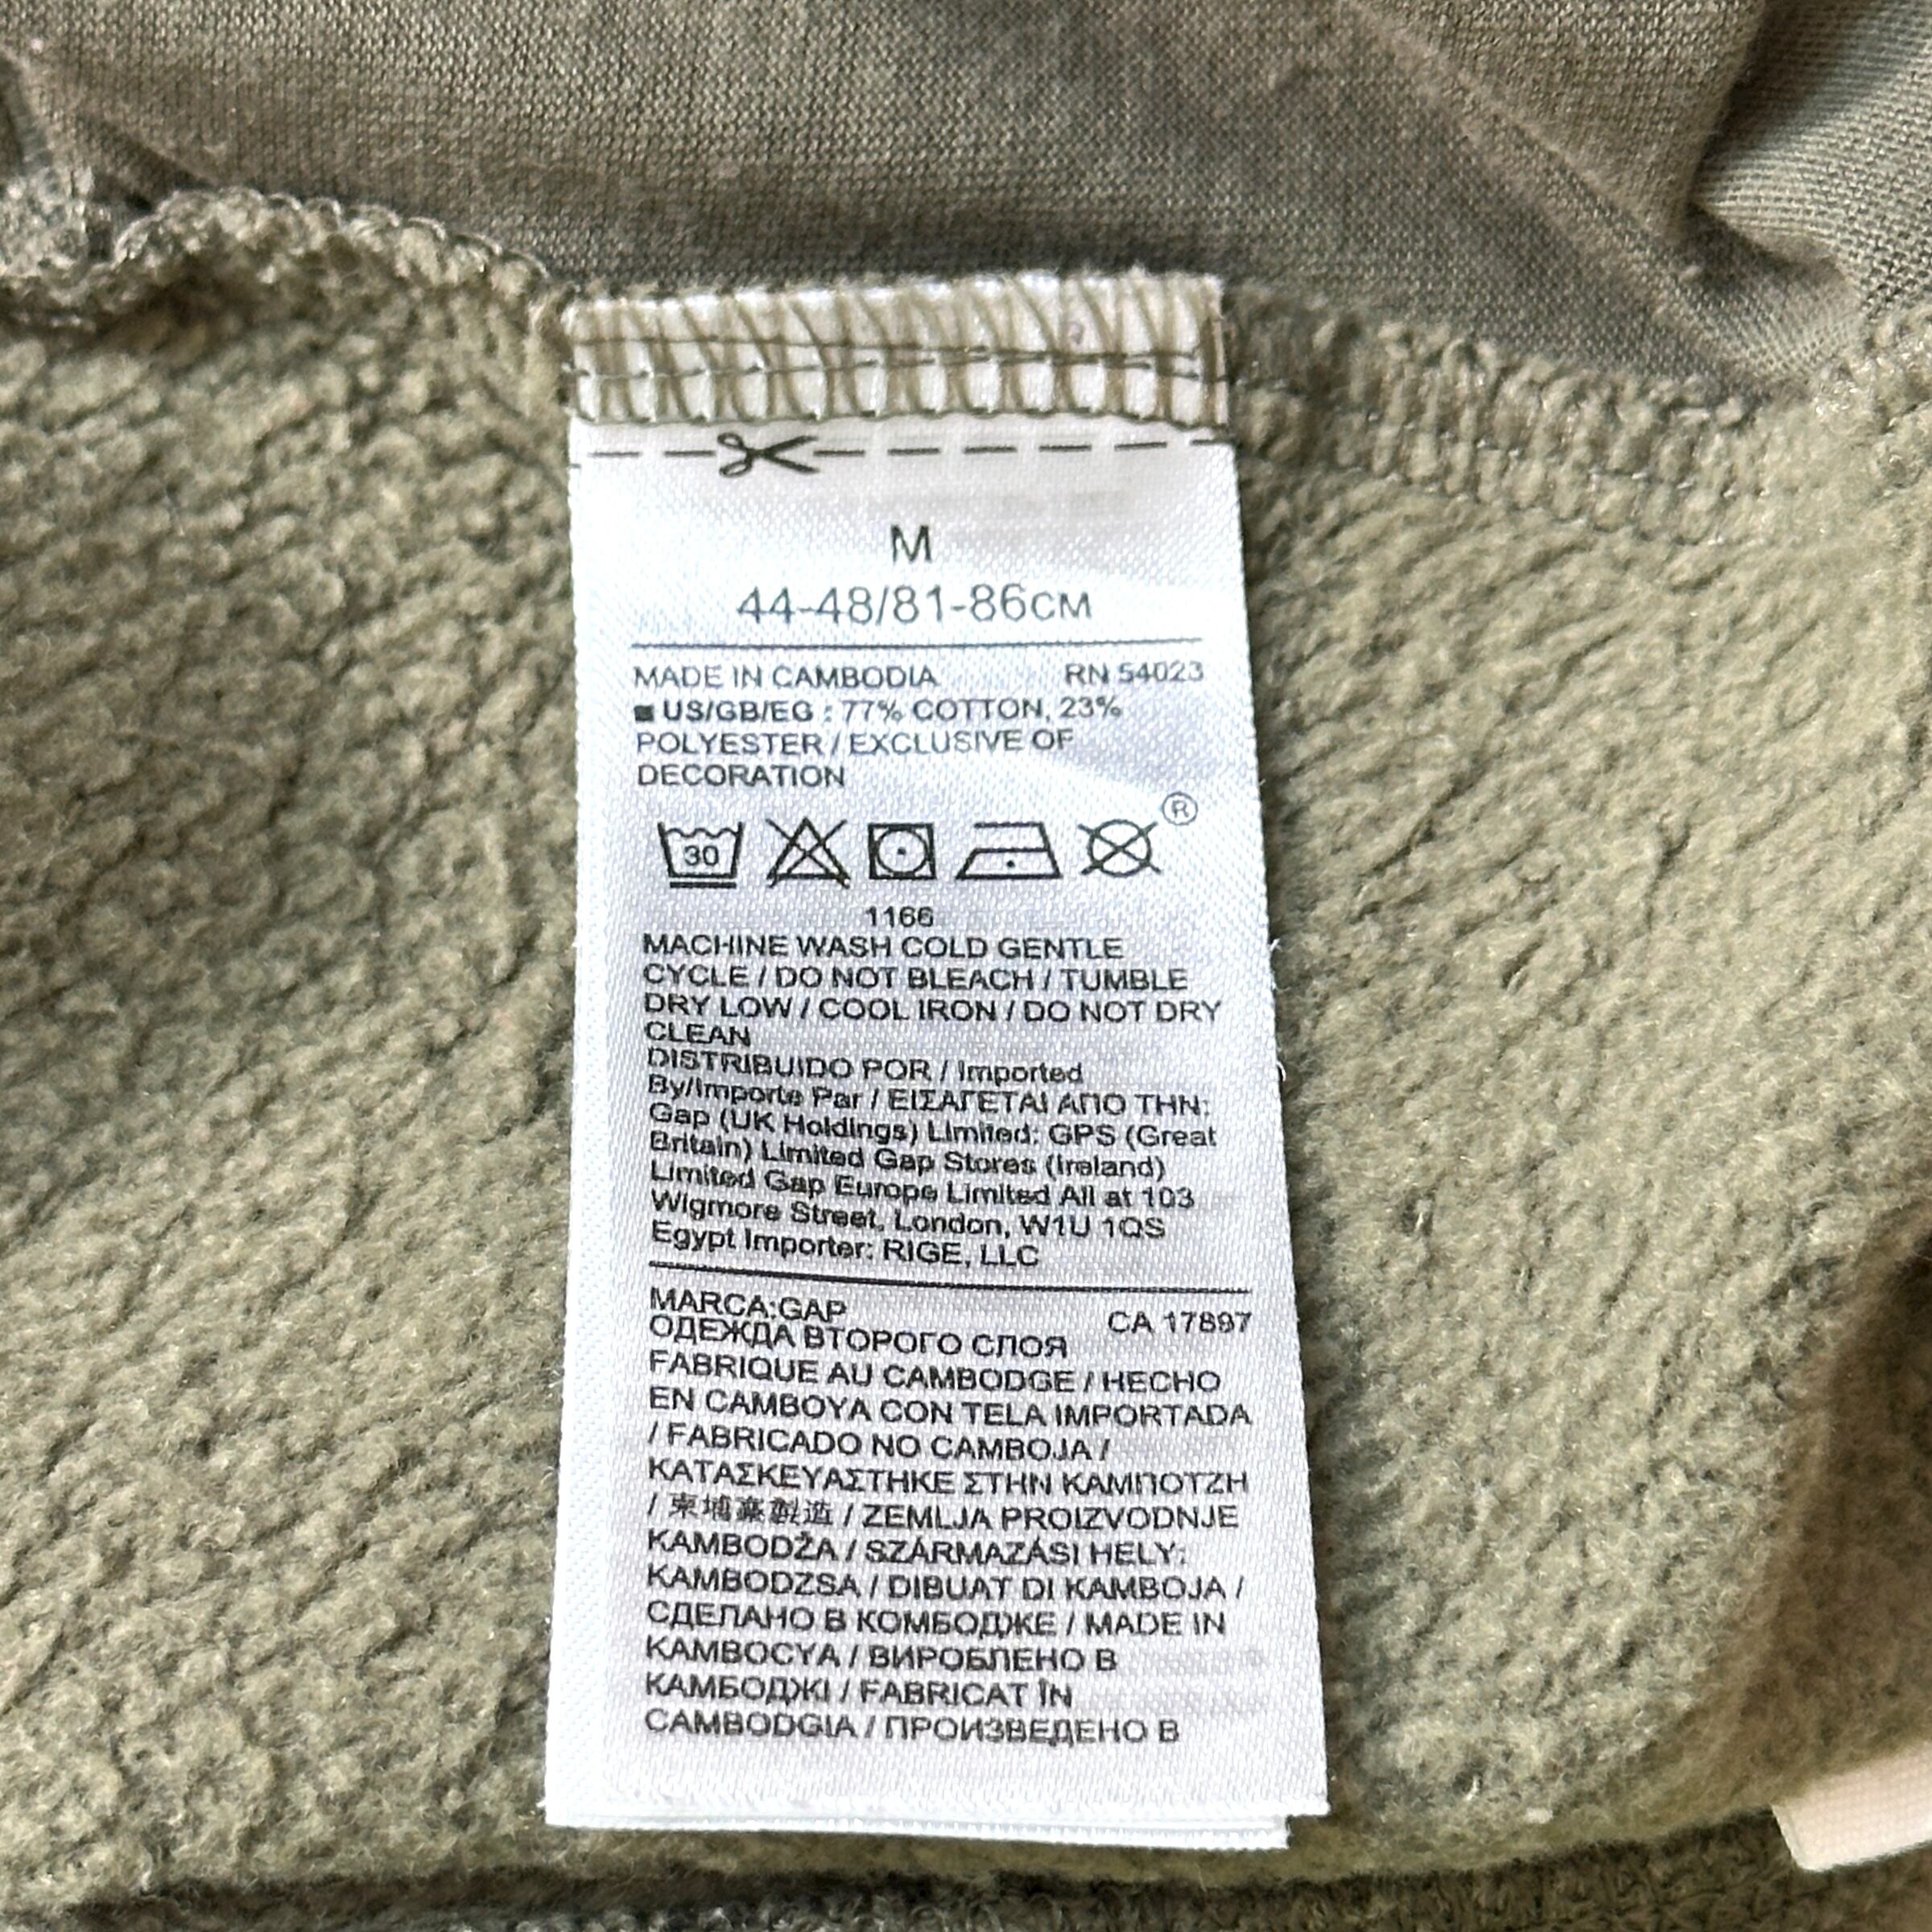 M
44-48/81-86CM
MADE IN CAMBODIA RN 54023
■ US/GB/EG : 77% COTTON, 23%
POLYESTER / EXCLUSIVE OF
DECORATION
30
®
1166
MACHINE WASH COLD GENTLE
CYCLE / DO NOT BLEACH / TUMBLE
DRY LOW / COOL IRON / DO NOT DRY
CLEAN
DISTRIBUIDO POR / Imported
By/Importe Par / ΕΙΣΑΓΕΤΑΙ ΑΠΟ ΤΗΝ:
Gap (UK Holdings) Limited: GPS (Great
Britain) Limited Gap Stores (Ireland)
Limited Gap Europe Limited All at 103
Wigmore Street, London, W1U 1QS
Egypt Importer: RIGE, LLC
MARCA:GAP CA 17897
ОДЕЖДА ВТОРОГО СЛОЯ
FABRIQUE AU CAMBODGE / HECHO
EN CAMBOYA CON TELA IMPORTADA
/ FABRICADO NO CAMBOJA /
ΚΑΤΑΣΚΕΥΑΣΤΗΚΕ ΣΤΗΝ ΚΑΜΠΟΤΖΗ
/ 柬埔寨製造 / ZEMLJA PROIZVODNJE
KAMBODŽA / SZÁRMAZÁSI HELY:
KAMBODZSA / DIBUAT DI KAMBOJA /
СДЕЛАНО В КОМБОДЖЕ / MADE IN
KAMBOCYA / ВИРОБЛЕНО В
КАМБОДЖІ / FABRICAT ÎN
CAMBODGIA / ПРОИЗВЕДЕНО В